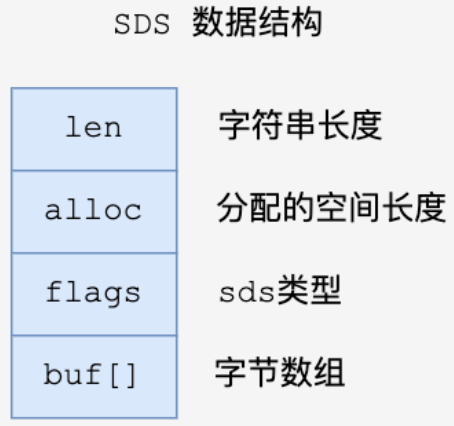 SDS 数据结构
len 字符串长度
alloc 分配的空间长度
flags sds类型
buf[] 字节数组